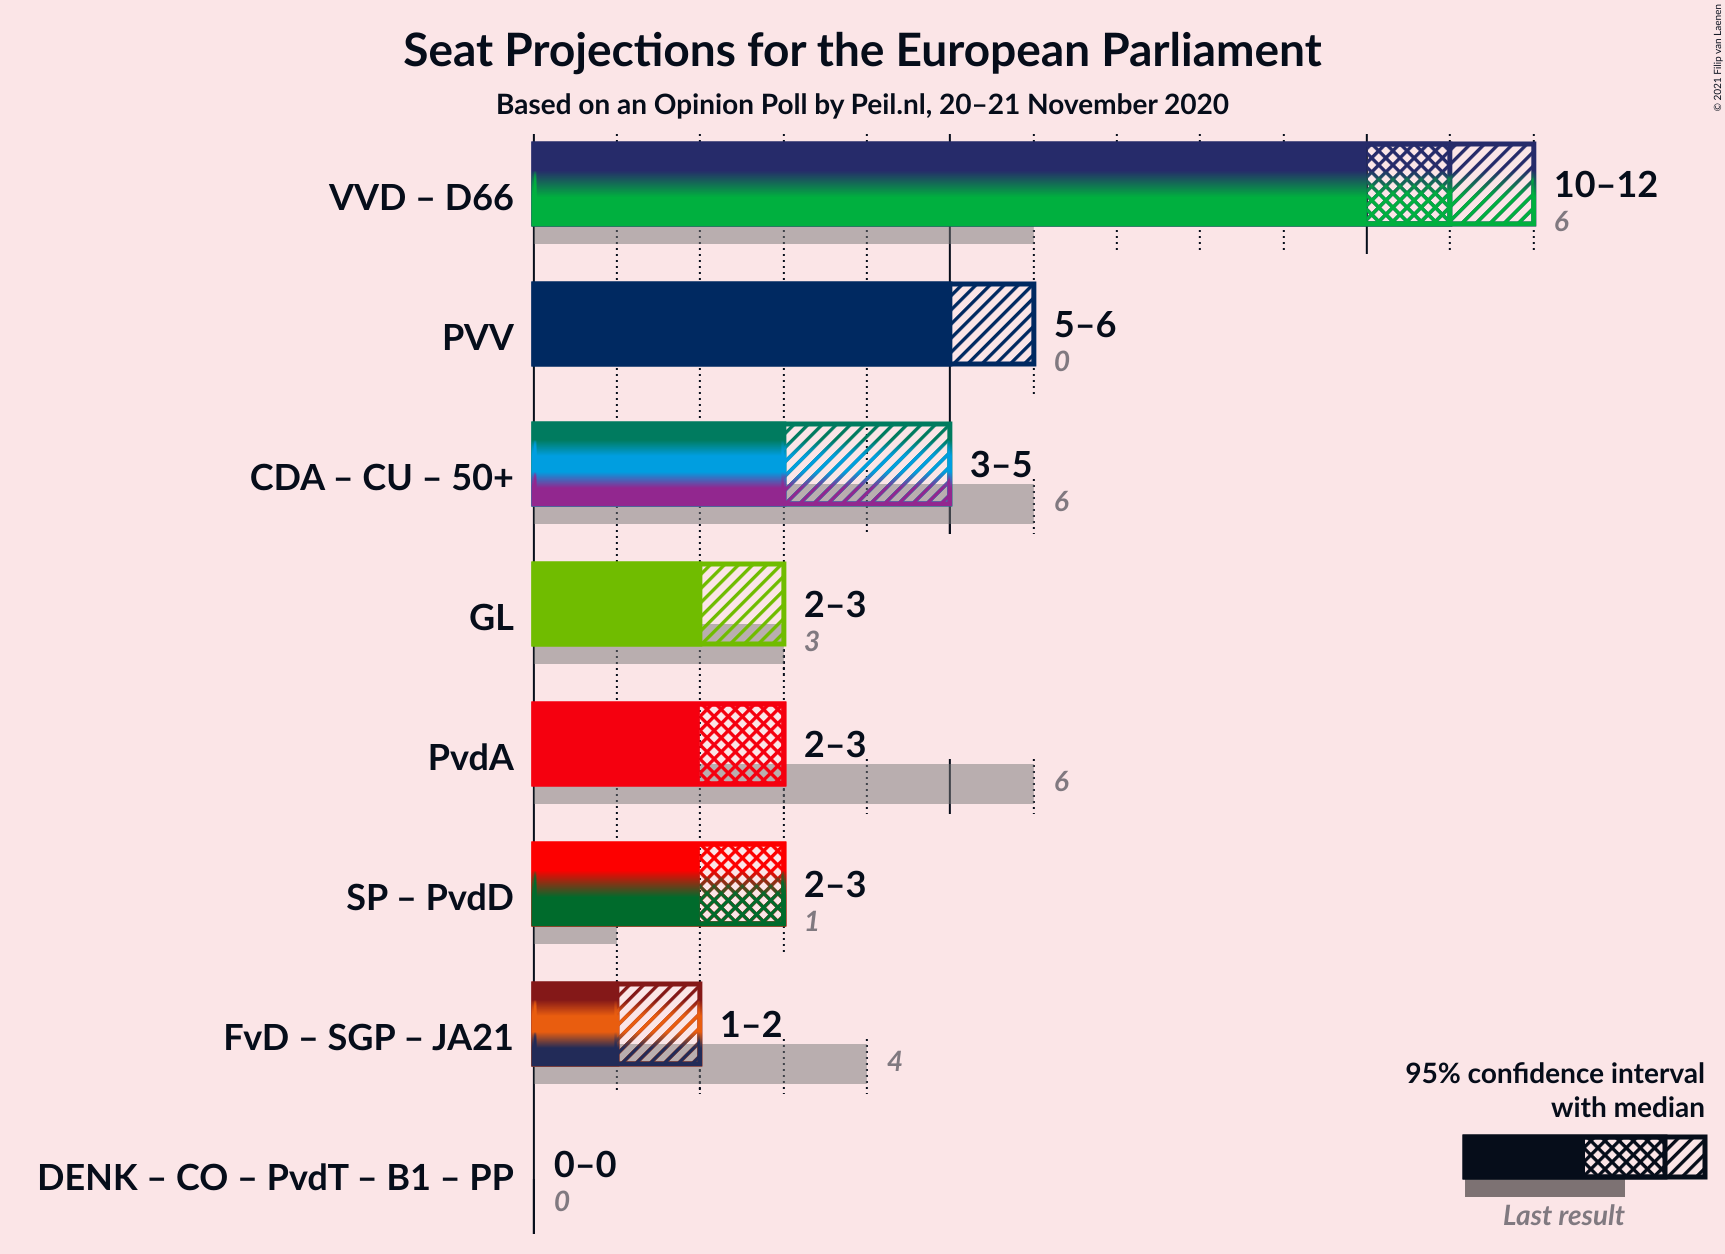 Seat Projections for the European Parliament
Based on an Opinion Poll by Peil.nl, 20–21 November 2020
© 2021 Filip van Laenen
VVD – D66
10–12
6
PVV
5–6
0
CDA – CU – 50+
3–5
6
GL
2–3
3
PvdA
2–3
6
SP – PvdD
2–3
1
FvD – SGP – JA21
1–2
4
DENK – CO – PvdT – B1 – PP
0–0
0
95% confidence interval
with median
Last result